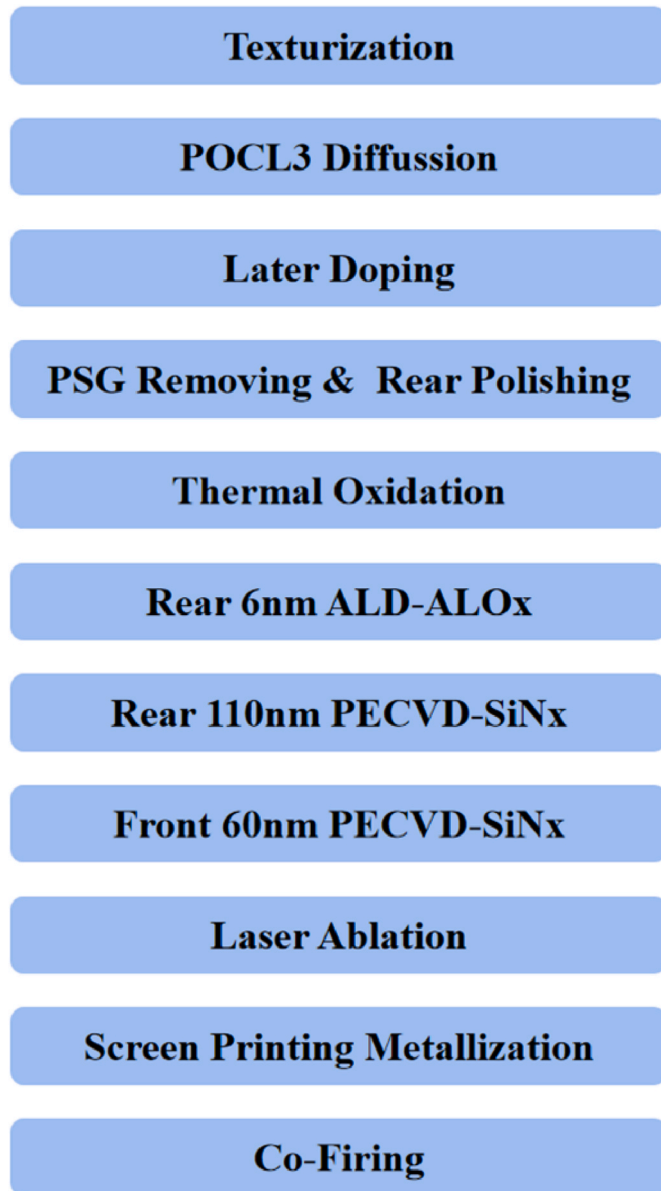 Texturization
POCL3 Diffussion
Later Doping
PSG Removing & Rear Polishing
Thermal Oxidation
Rear 6nm ALD-ALOx
Rear 110nm PECVD-SiNx
Front 60nm PECVD-SiNx
Laser Ablation
Screen Printing Metallization
Co-Firing